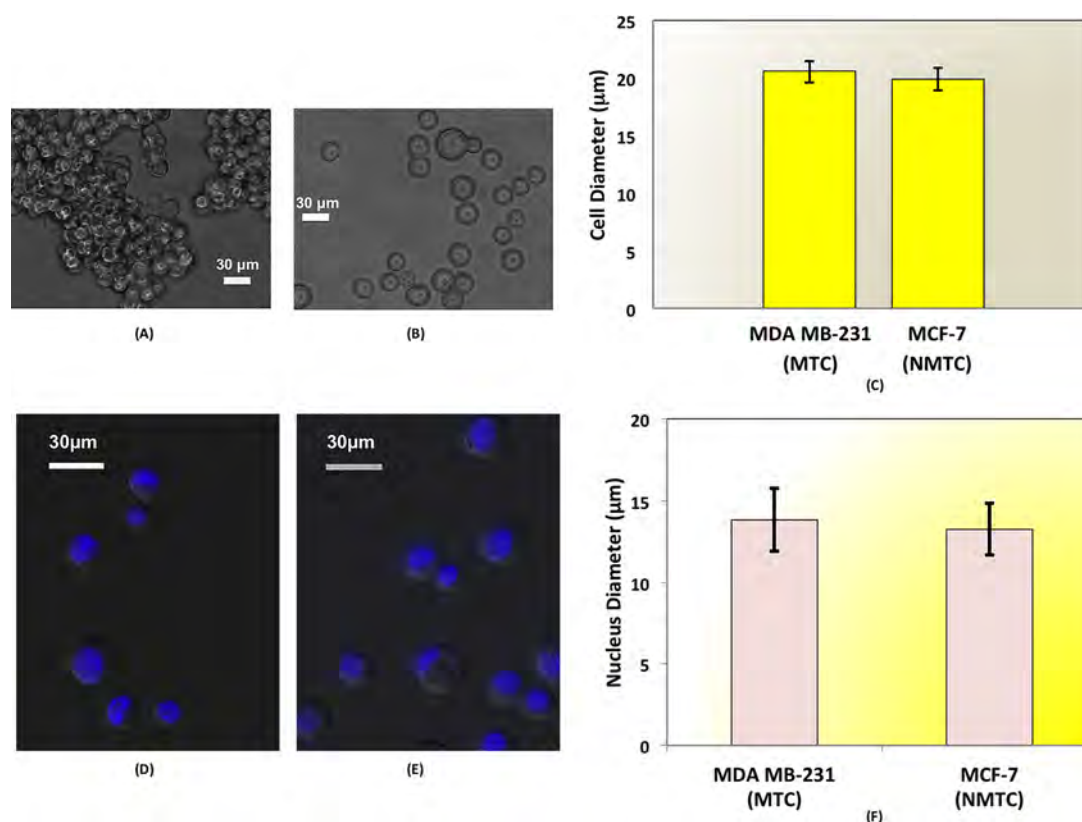 30 µm
(A)
30 µm
(B)
Cell Diameter (µm)
25
20
15
10
5
0
MDA MB-231
(MTC)
MCF-7
(NMTC)
(C)
30µm
(D)
30µm
(E)
Nucleus Diameter (µm)
20
15
10
5
0
MDA MB-231
(MTC)
MCF-7
(NMTC)
(F)